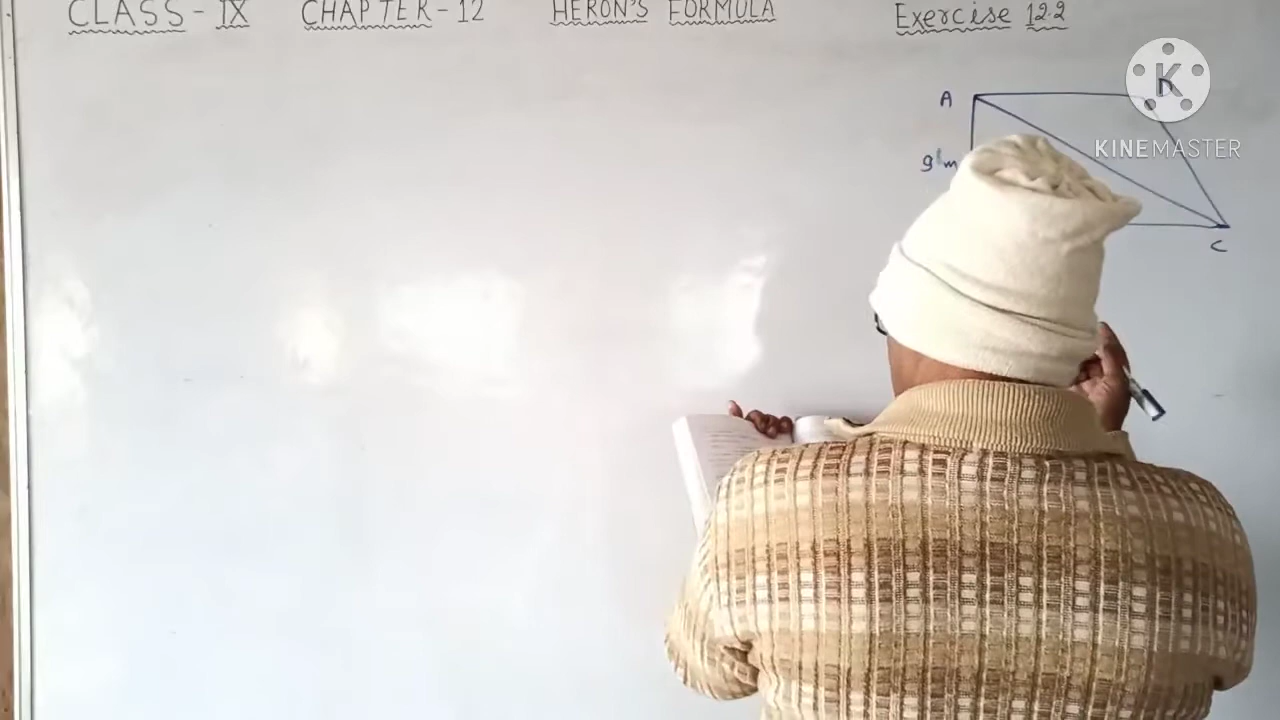 CLASS - IX CHAPTER - 12 HERON'S FORMULA Exercise 12.2
A
D
K
KINEMASTER
9 m
C